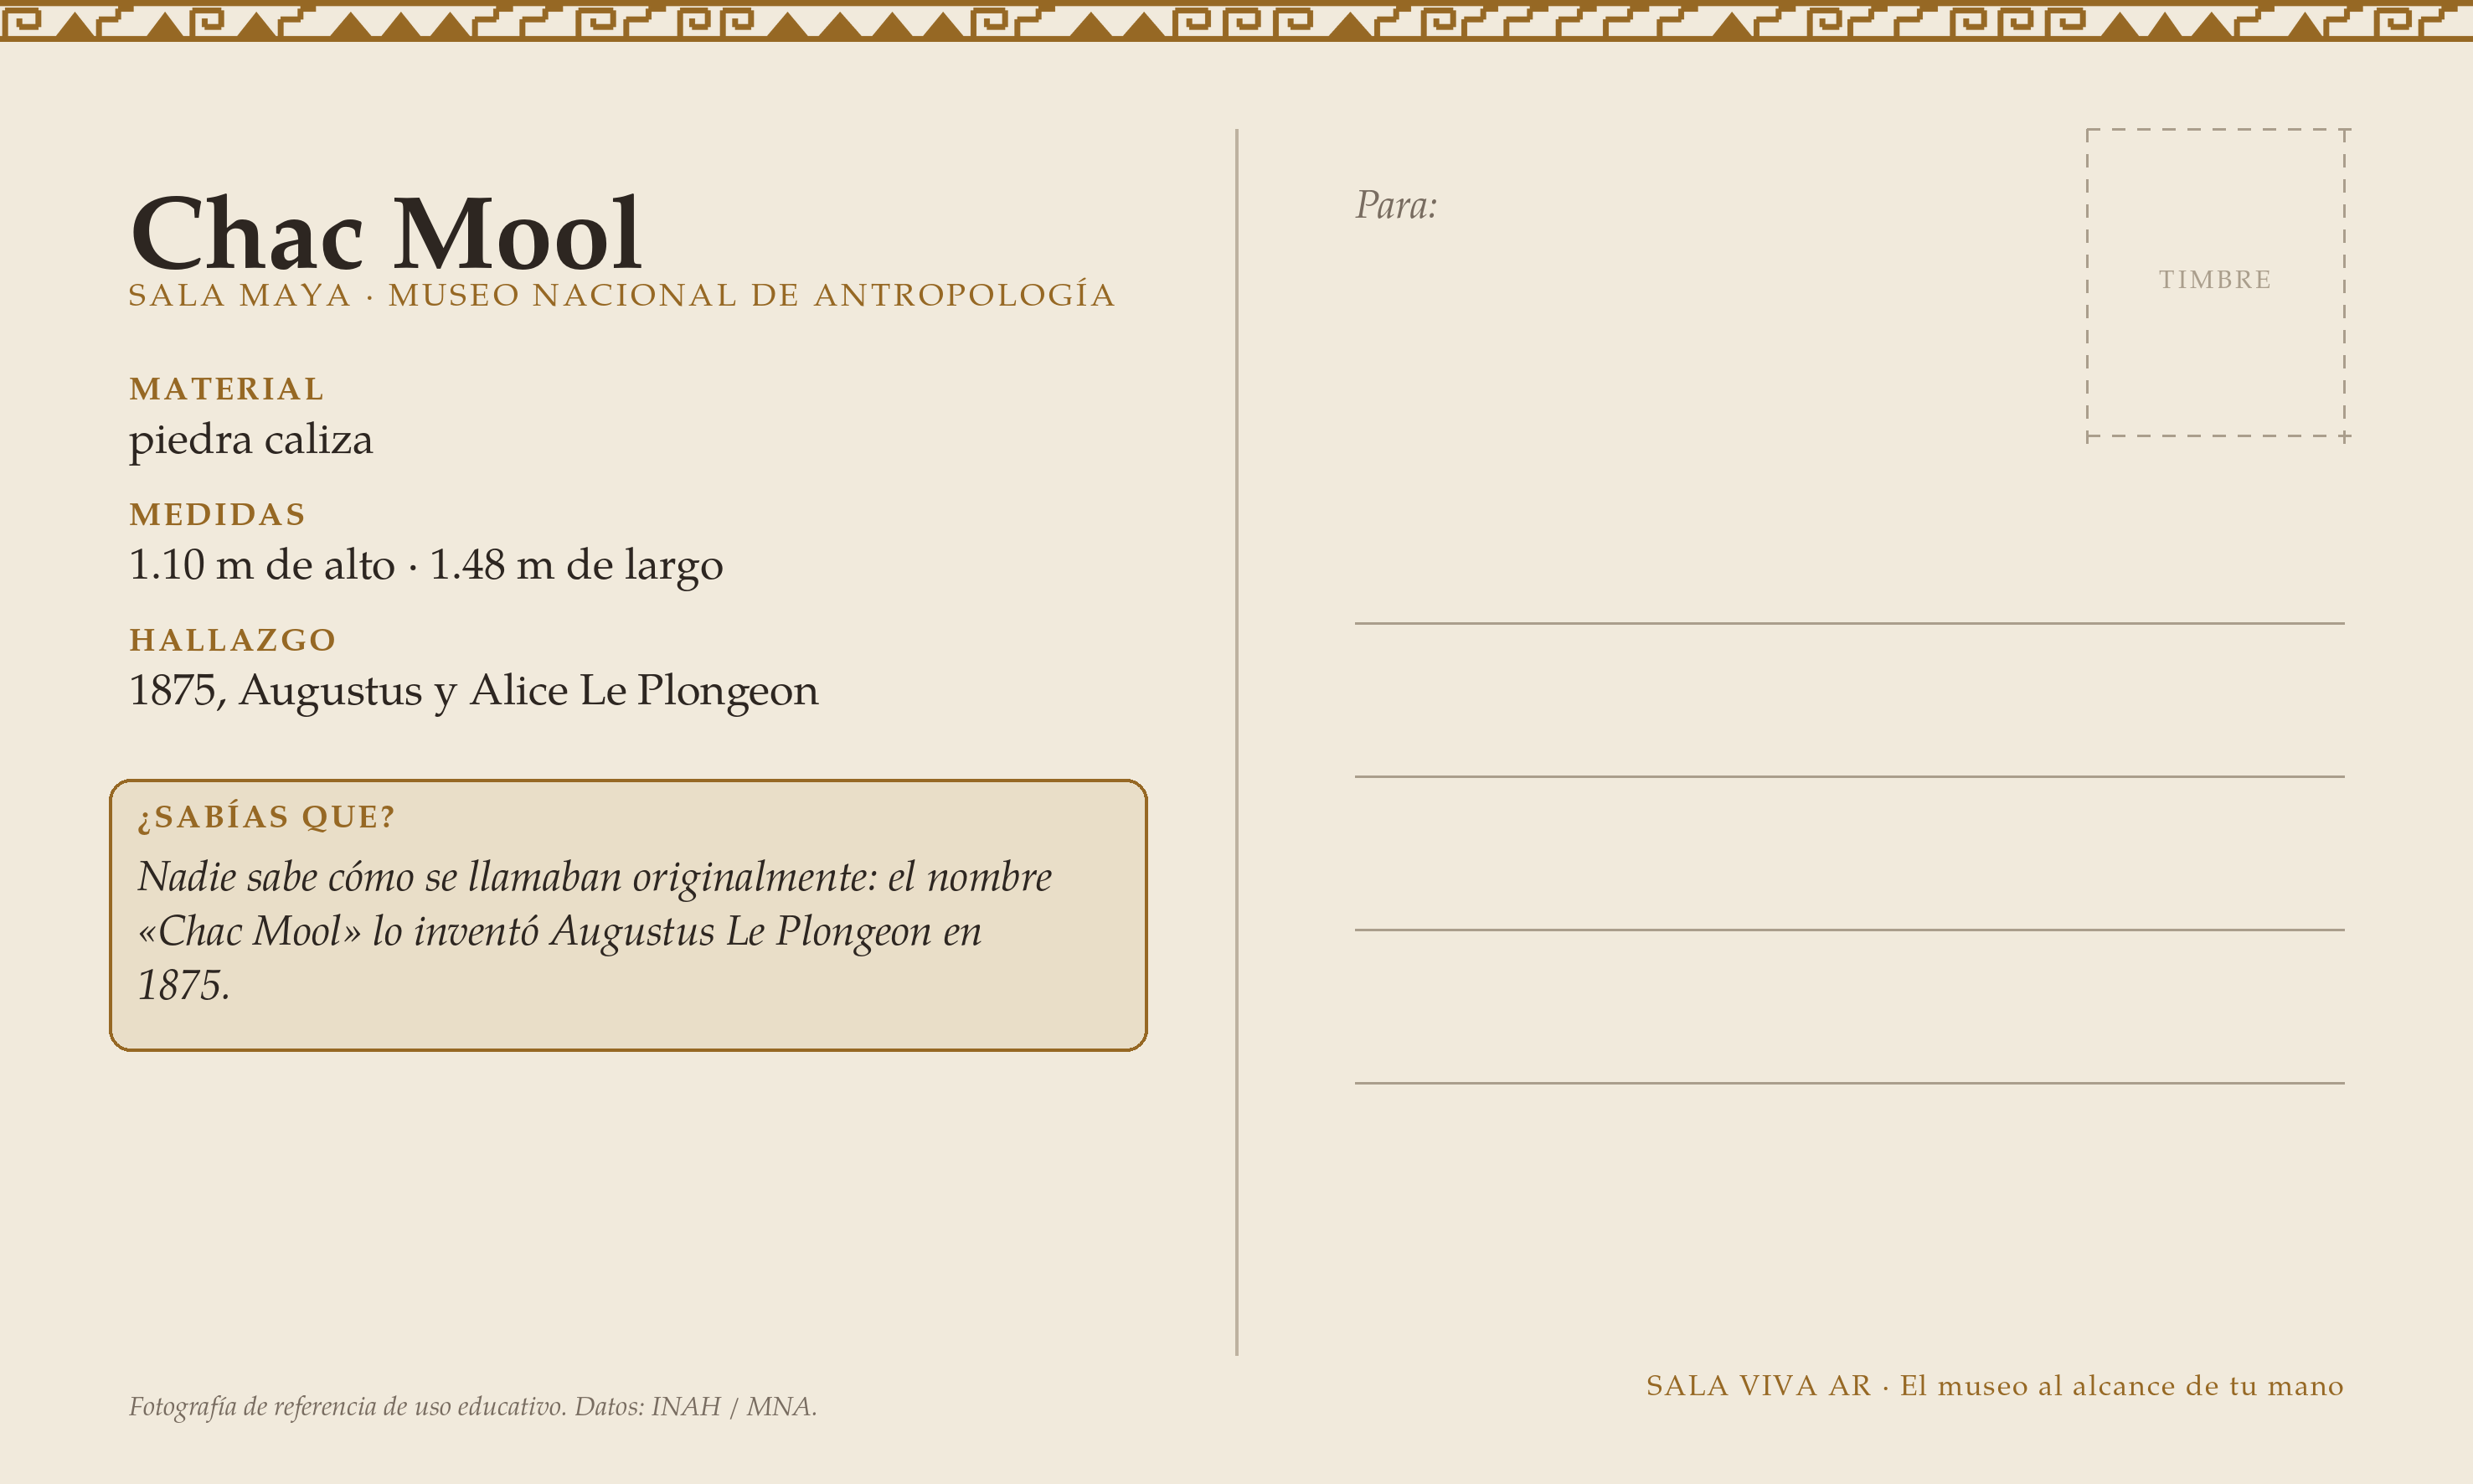 Chac Mool
SALA MAYA · MUSEO NACIONAL DE ANTROPOLOGÍA
MATERIAL
piedra caliza
MEDIDAS
1.10 m de alto · 1.48 m de largo
HALLAZGO
1875, Augustus y Alice Le Plongeon
¿SABÍAS QUE?
Nadie sabe cómo se llamaban originalmente: el nombre
«Chac Mool» lo inventó Augustus Le Plongeon en
1875.
Fotografía de referencia de uso educativo. Datos: INAH / MNA.
Para:
TIMBRE
SALA VIVA AR · El museo al alcance de tu mano